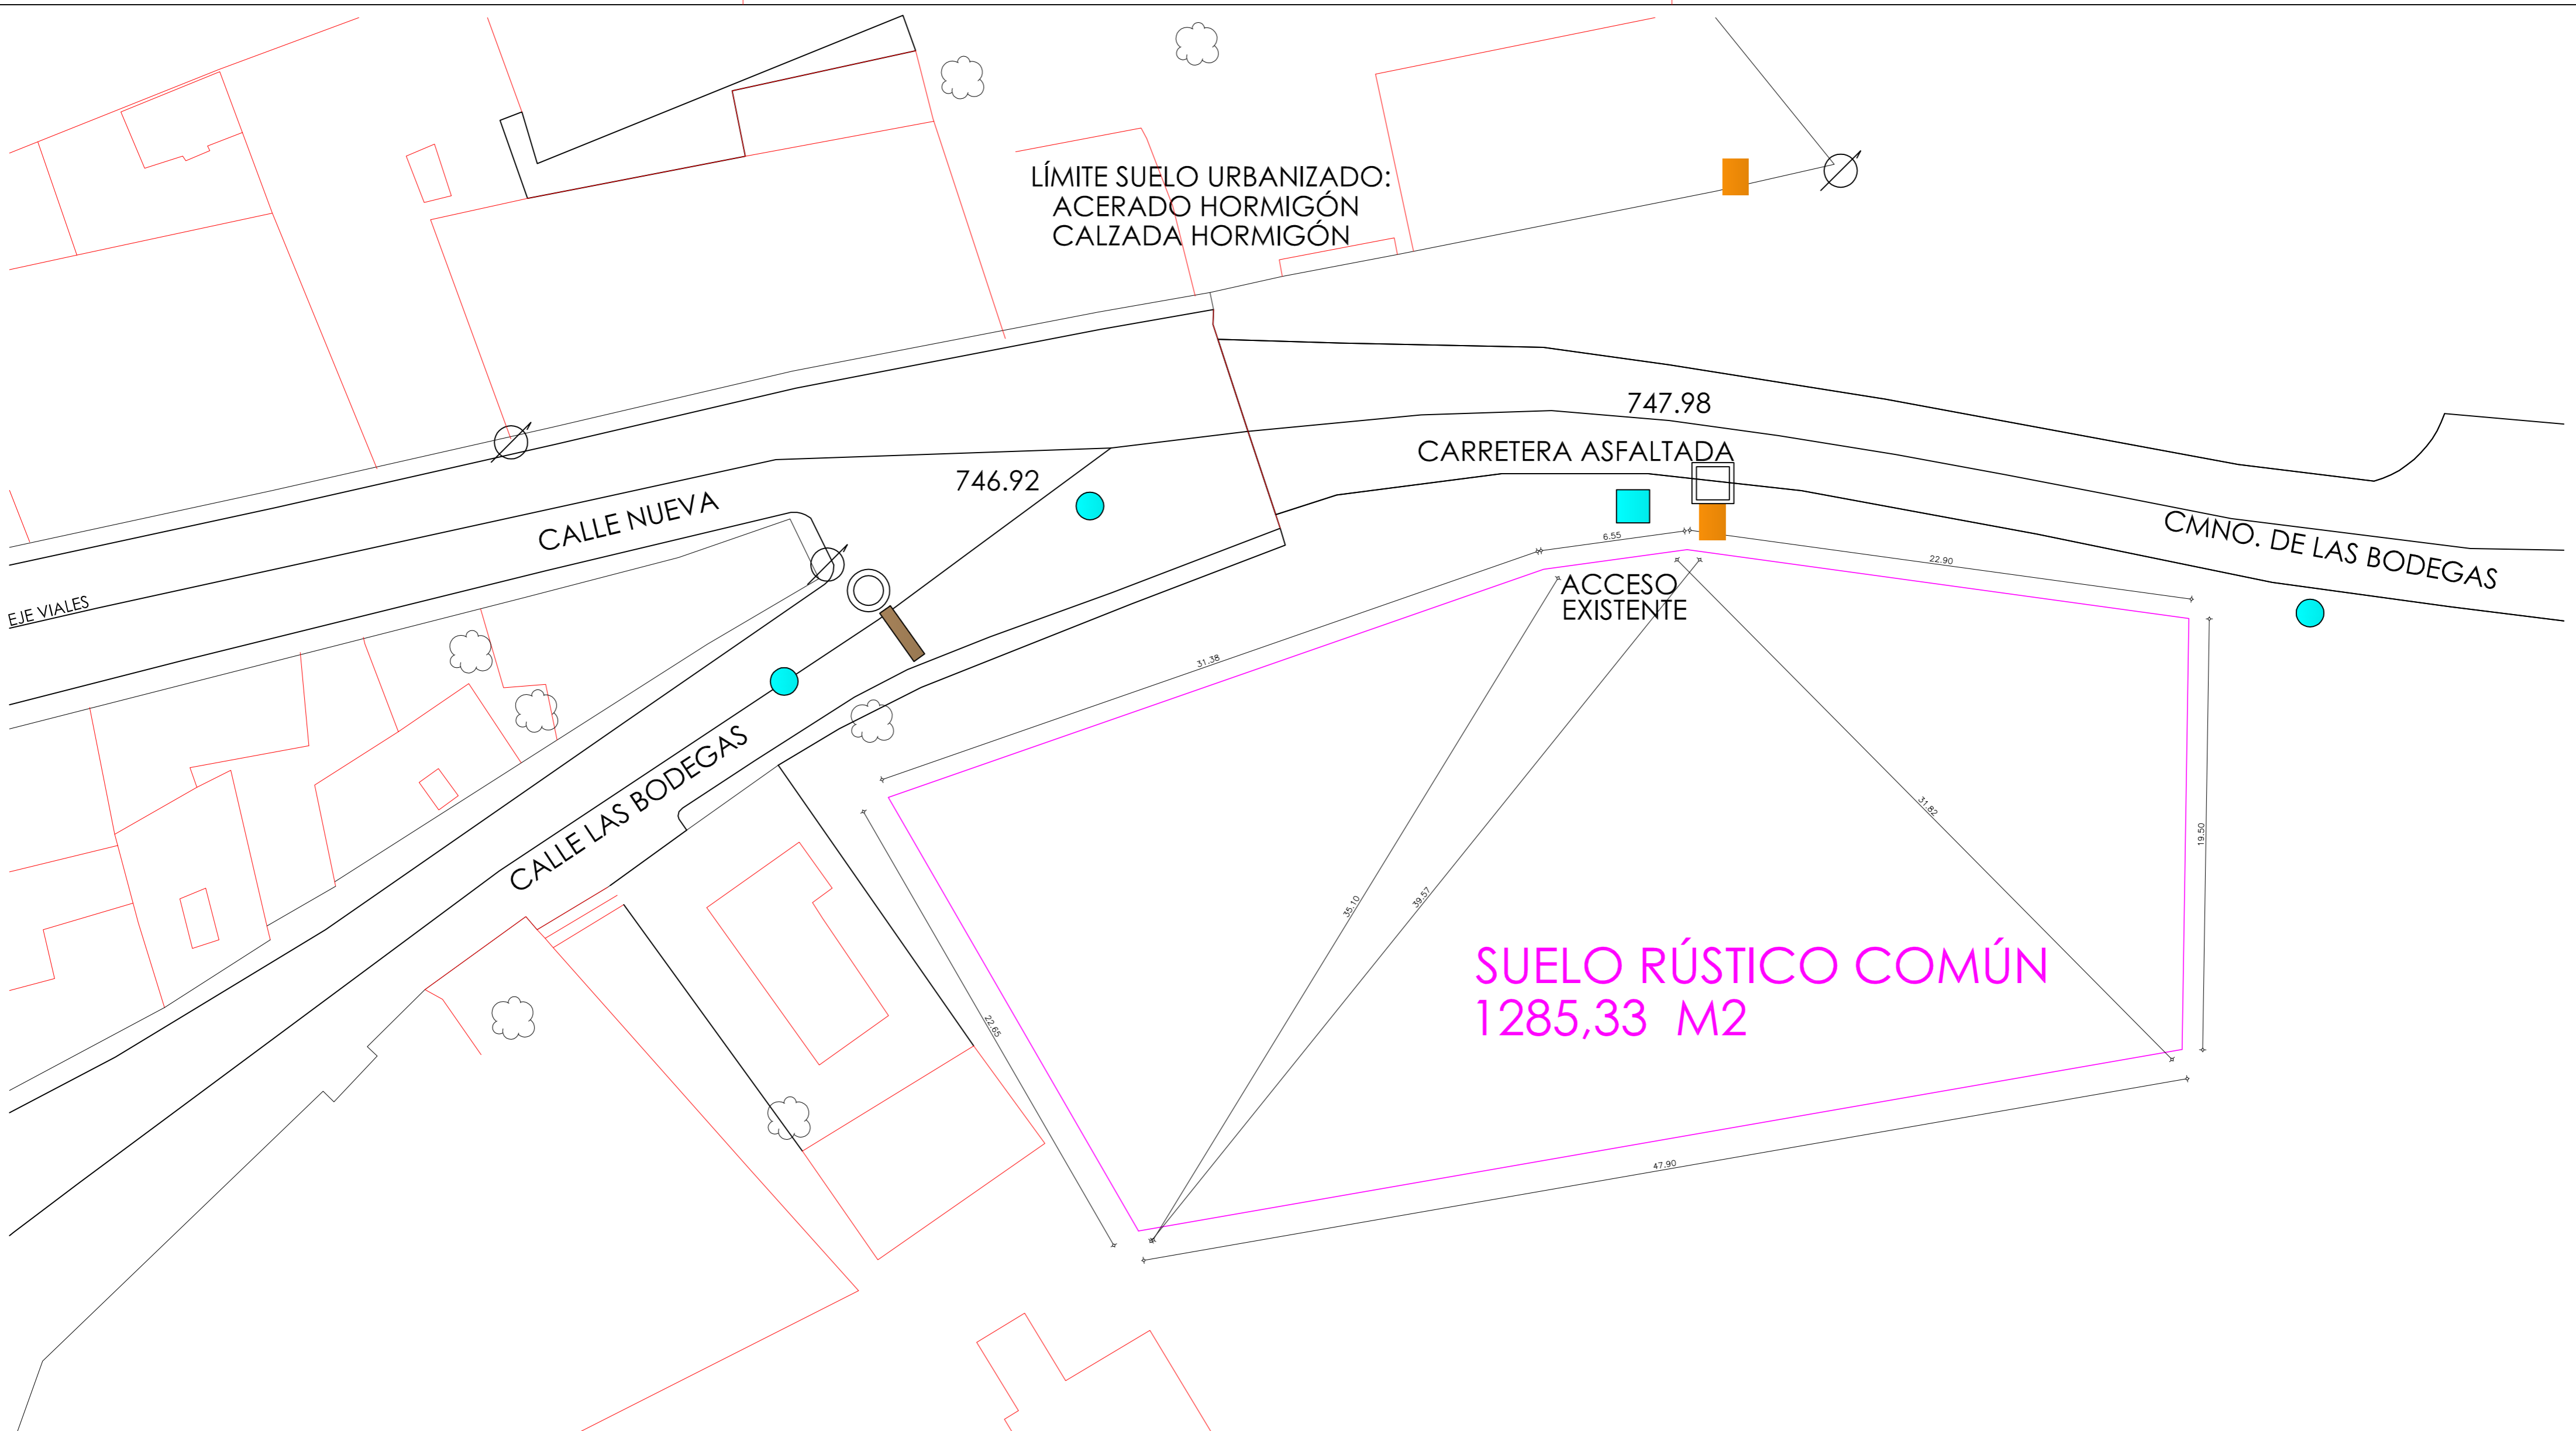 LÍMITE SUELO URBANIZADO:
ACERADO HORMIGÓN
CALZADA HORMIGÓN
747.98
CARRETERA ASFALTADA
746.92
CALLE NUEVA
CMNO. DE LAS BODEGAS
6.55
22.90
ACCESO
EXISTENTE
EJE VIALES
31.38
CALLE LAS BODEGAS
31.82
19.50
35.10
39.57
SUELO RÚSTICO COMÚN
1285,33 M2
22.65
47.90